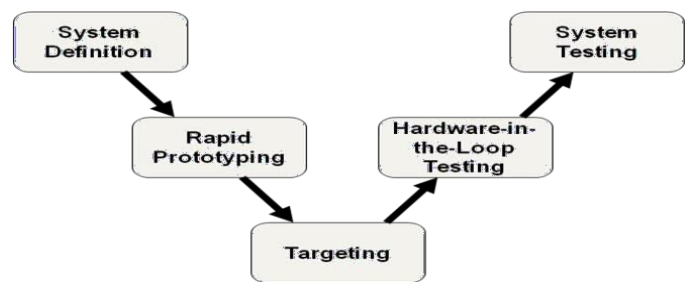 System
Definition
System
Testing
Rapid
Prototyping
Hardware-in-
the-Loop
Testing
Targeting